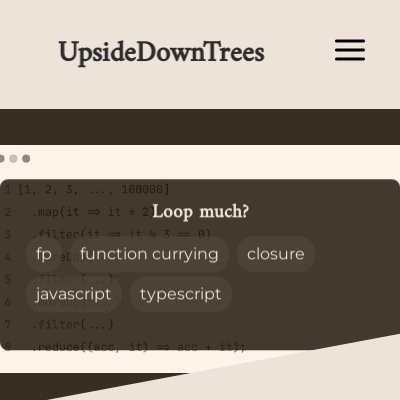 UpsideDownTrees
1 [1, 2, 3, ..., 100000]
2 .map(it => it * 2)
Loop much?
3 .filter(it => it % 3 == 0)
fp
function currying
closure
4
5 .filter(...)
javascript
typescript
6
7 .filter(...)
8 .reduce((acc, it) => acc + it);